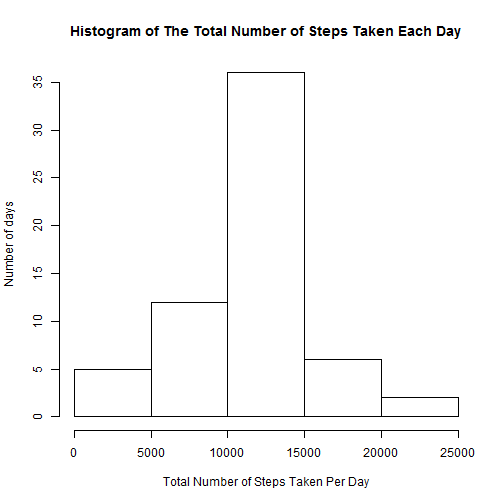 Histogram of The Total Number of Steps Taken Each Day
Number of days
35
30
25
20
15
10
5
0
0 5000 10000 15000 20000 25000
Total Number of Steps Taken Per Day